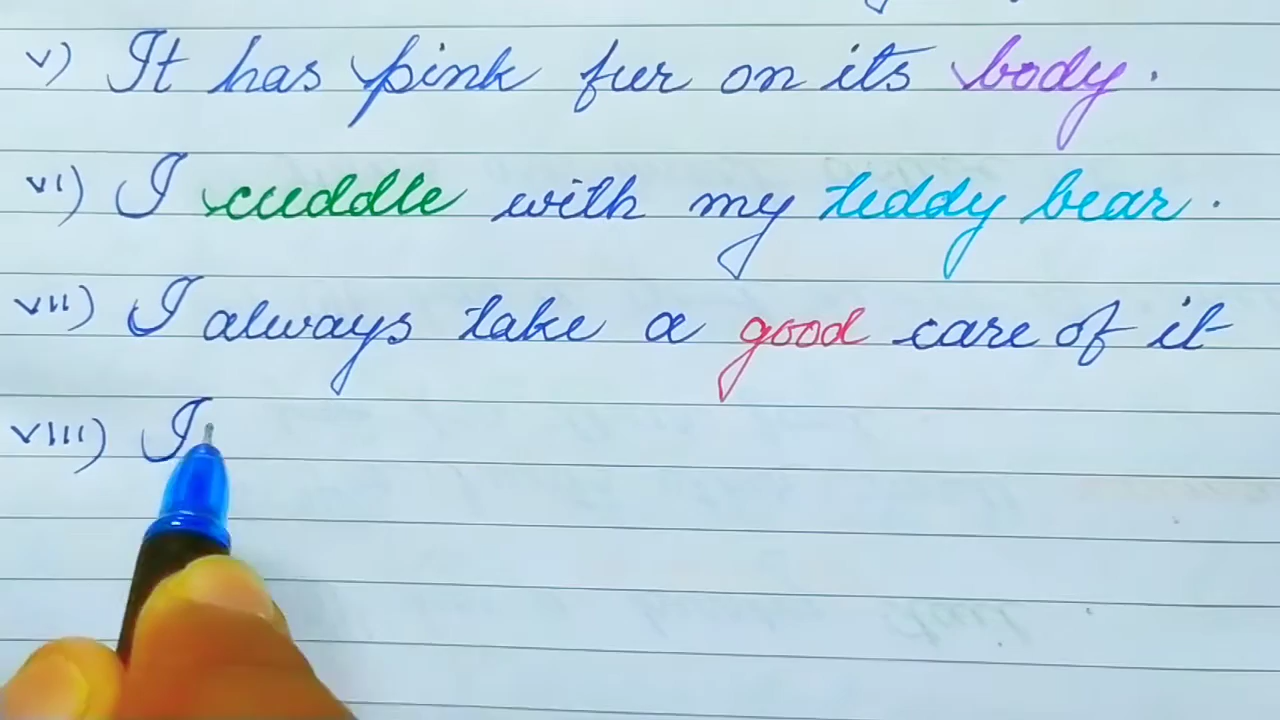 v) It has pink fur on its body.
vi) I cuddle with my teddy bear.
vii) I always take a good care of it
viii) I